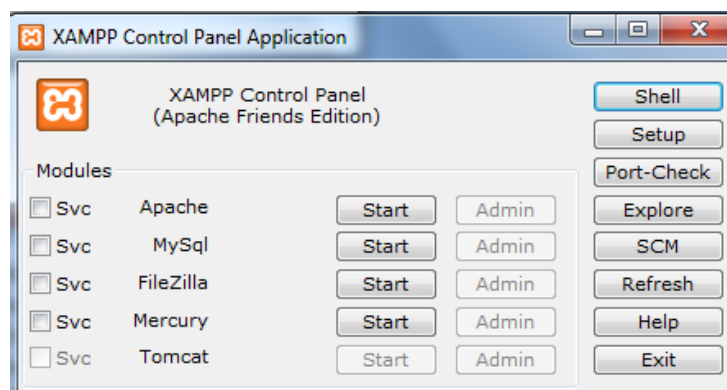 XAMPP Control Panel Application
XAMPP Control Panel
(Apache Friends Edition)
Shell
Setup
Port-Check
Modules
Svc Apache Start Admin Explore
Svc MySql Start Admin SCM
Svc FileZilla Start Admin Refresh
Svc Mercury Start Admin Help
Svc Tomcat Start Admin Exit